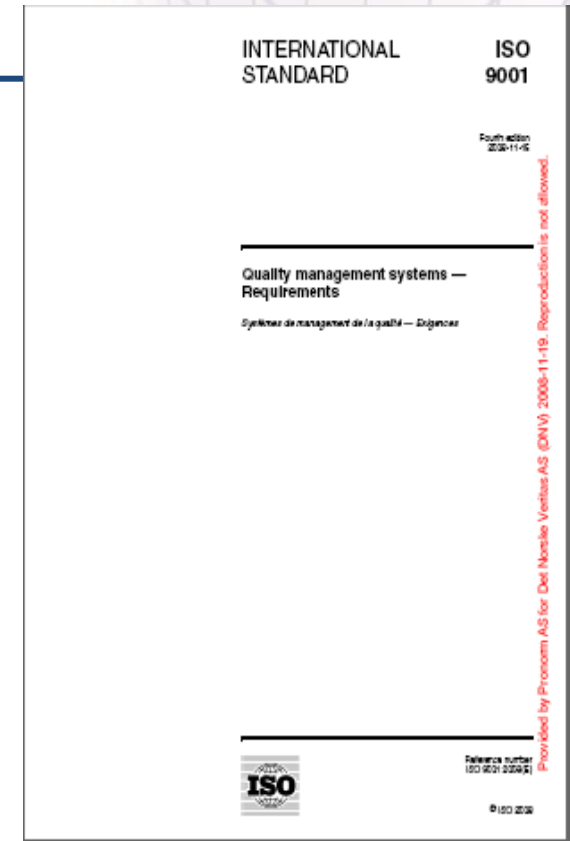 INTERNATIONAL
STANDARD
ISO
9001
Fourth edition
2008-11-15
Quality management systems —
Requirements
Systèmes de management de la qualité — Exigences
Provided by Pronorm AS for Det Norske Veritas AS (DNV) 2008-11-19. Reproduction is not allowed.
ISO
Reference number
ISO 9001:2008(E)
© ISO 2008